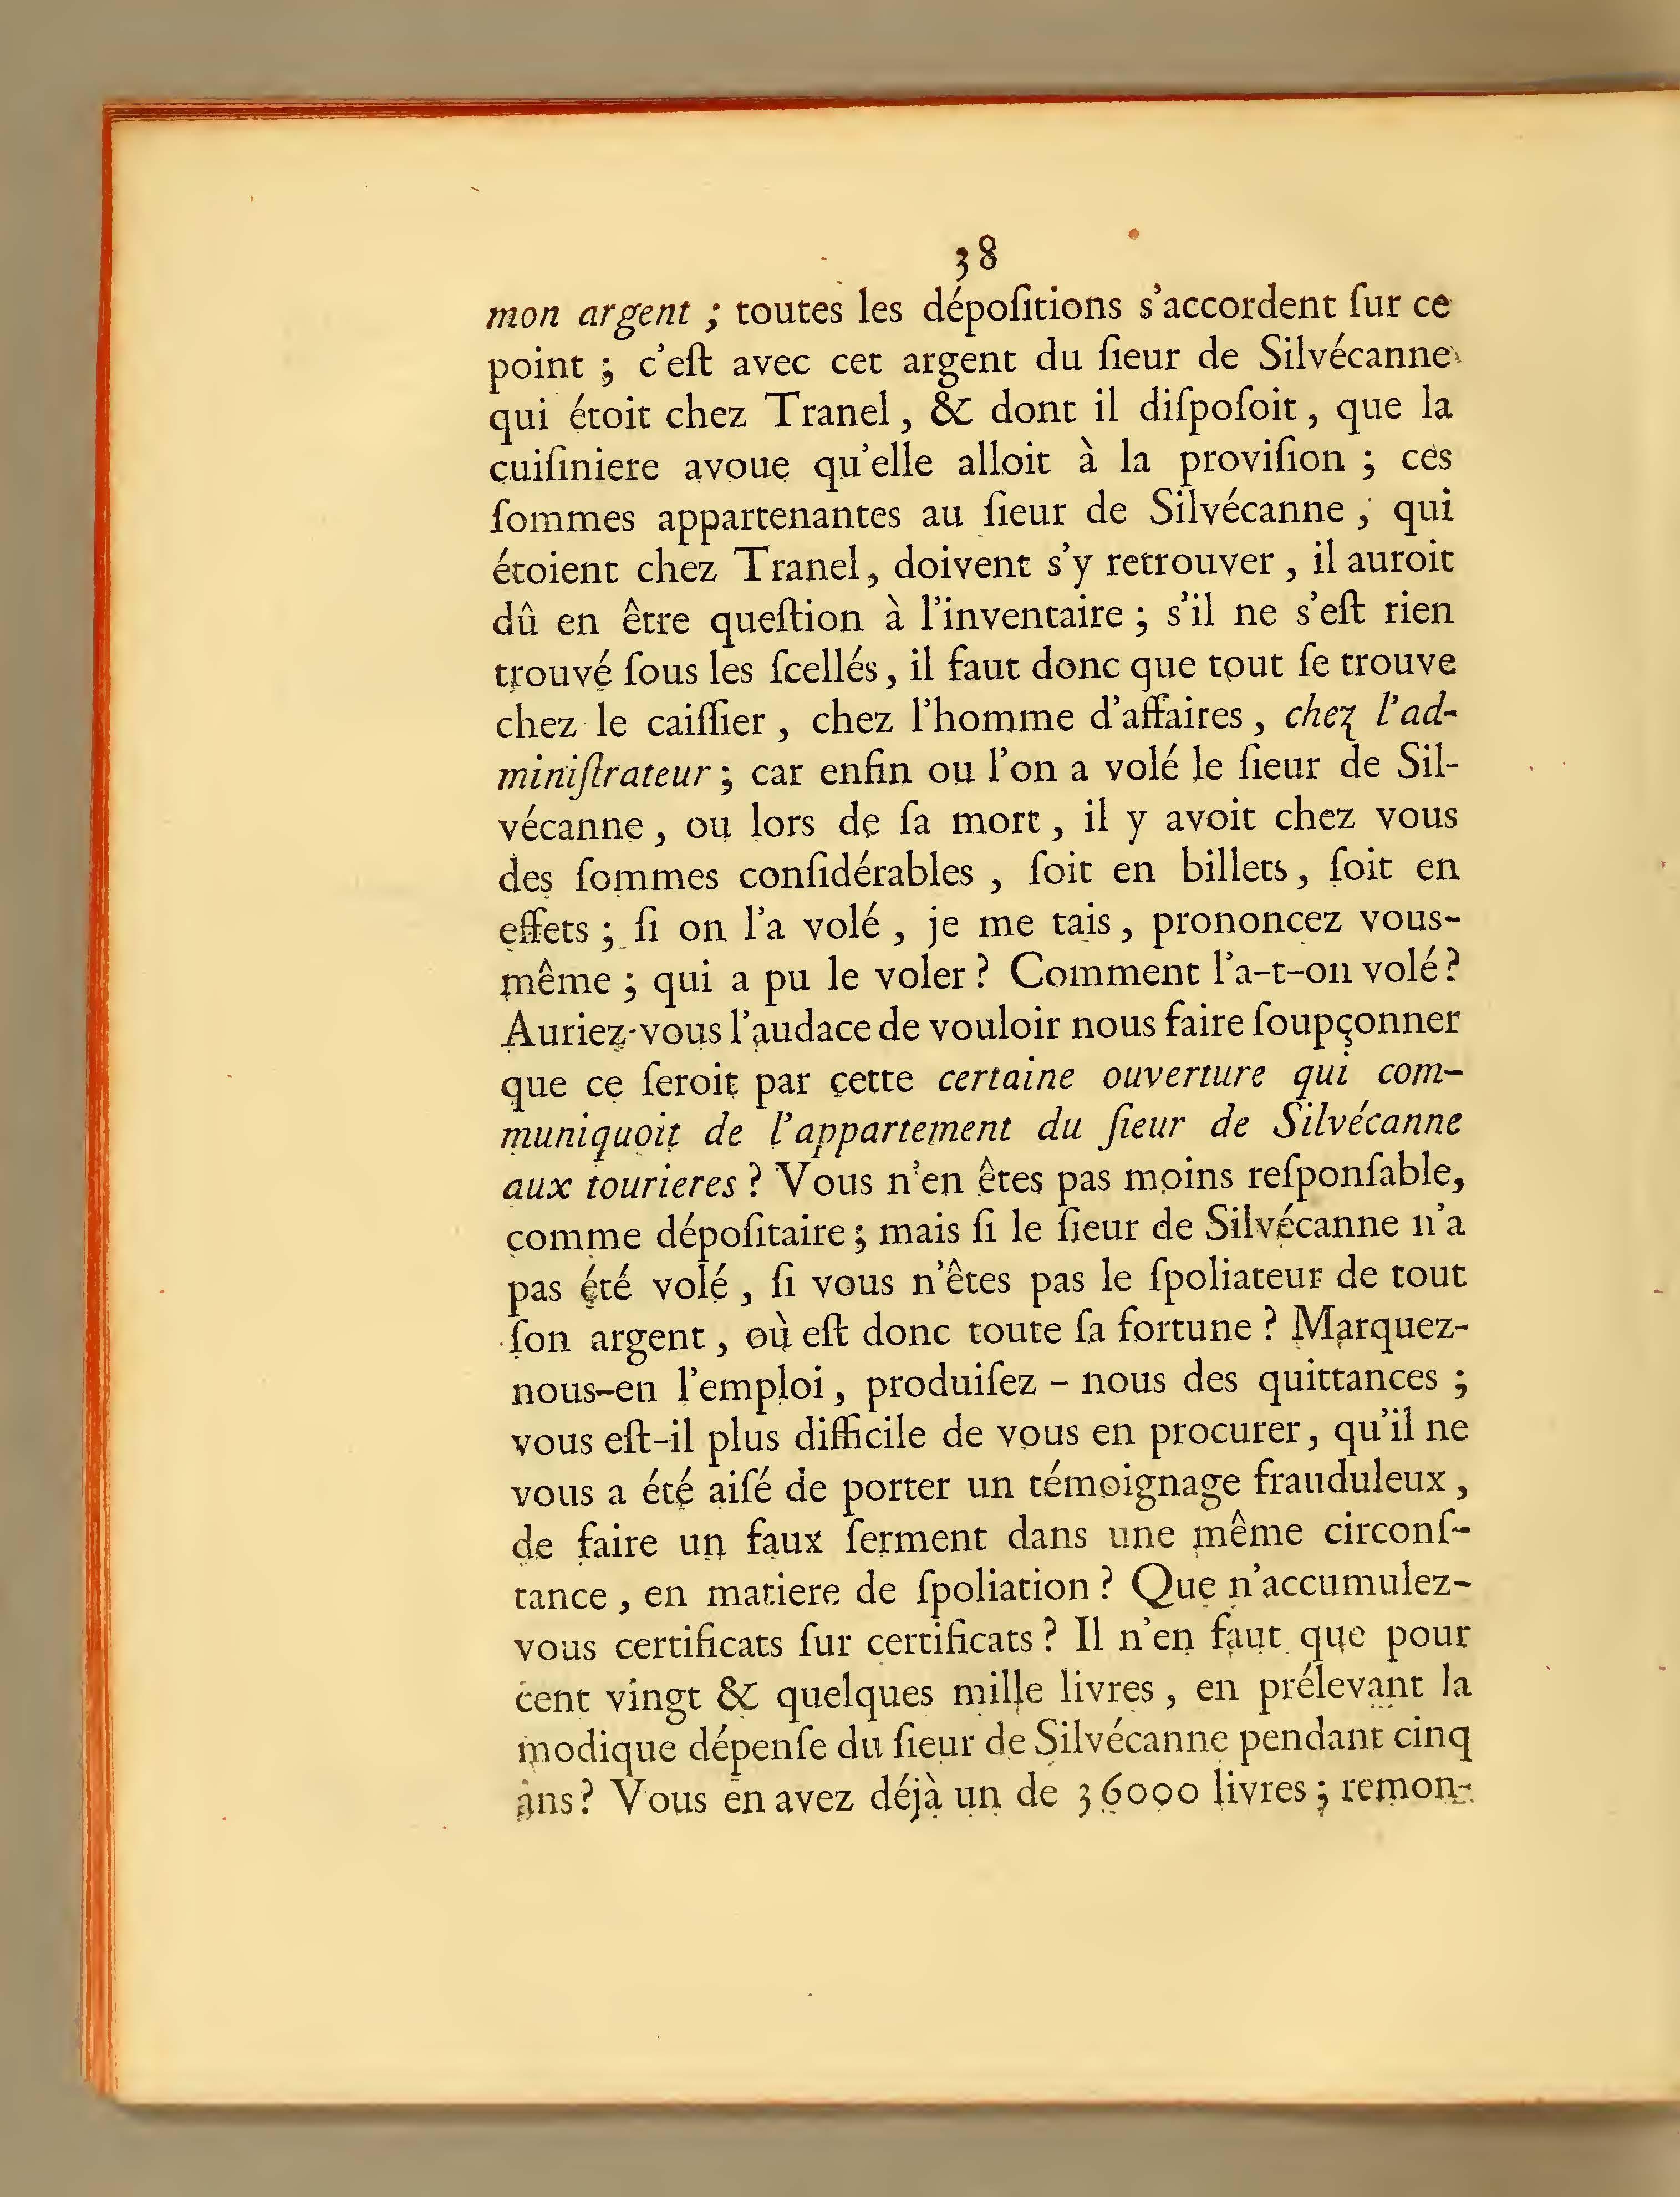 38
mon argent ; toutes les dépoſitions s’accordent ſur ce
point ; c’eſt avec cet argent du ſieur de Silvécanne
qui étoit chez Tranel, & dont il diſpoſoit, que la
cuiſiniere avoue qu’elle alloit à la proviſion ; ces
ſommes appartenantes au ſieur de Silvécanne, qui
étoient chez Tranel, doivent s’y retrouver, il auroit
dû en être queſtion à l’inventaire ; s’il ne s’eſt rien
trouvé ſous les ſcellés, il faut donc que tout ſe trouve
chez le caiſſier, chez l’homme d’affaires, chez l’ad-
miniſtrateur ; car enfin ou l’on a volé le ſieur de Sil-
vécanne, ou lors de ſa mort, il y avoit chez vous
des ſommes conſidérables, ſoit en billets, ſoit en
effets ; ſi on l’a volé, je me tais, prononcez vous-
même ; qui a pu le voler ? Comment l’a-t-on volé ?
Auriez-vous l’audace de vouloir nous faire ſoupçonner
que ce ſeroit par cette certaine ouverture qui com-
muniquoit de l’appartement du ſieur de Silvécanne
aux tourieres ? Vous n’en êtes pas moins reſponſable,
comme dépoſitaire ; mais ſi le ſieur de Silvécanne n’a
pas été volé, ſi vous n’êtes pas le ſpoliateur de tout
ſon argent, où eſt donc toute ſa fortune ? Marquez-
nous-en l’emploi, produiſez-nous des quittances ;
vous eſt-il plus difficile de vous en procurer, qu’il ne
vous a été aiſé de porter un témoignage frauduleux,
de faire un faux ſerment dans une même circonſ-
tance, en matiere de ſpoliation ? Que n’accumulez-
vous certificats ſur certificats ? Il n’en faut que pour
cent vingt & quelques mille livres, en prélevant la
modique dépenſe du ſieur de Silvécanne pendant cinq
ans ? Vous en avez déjà un de 36000 livres ; remon-